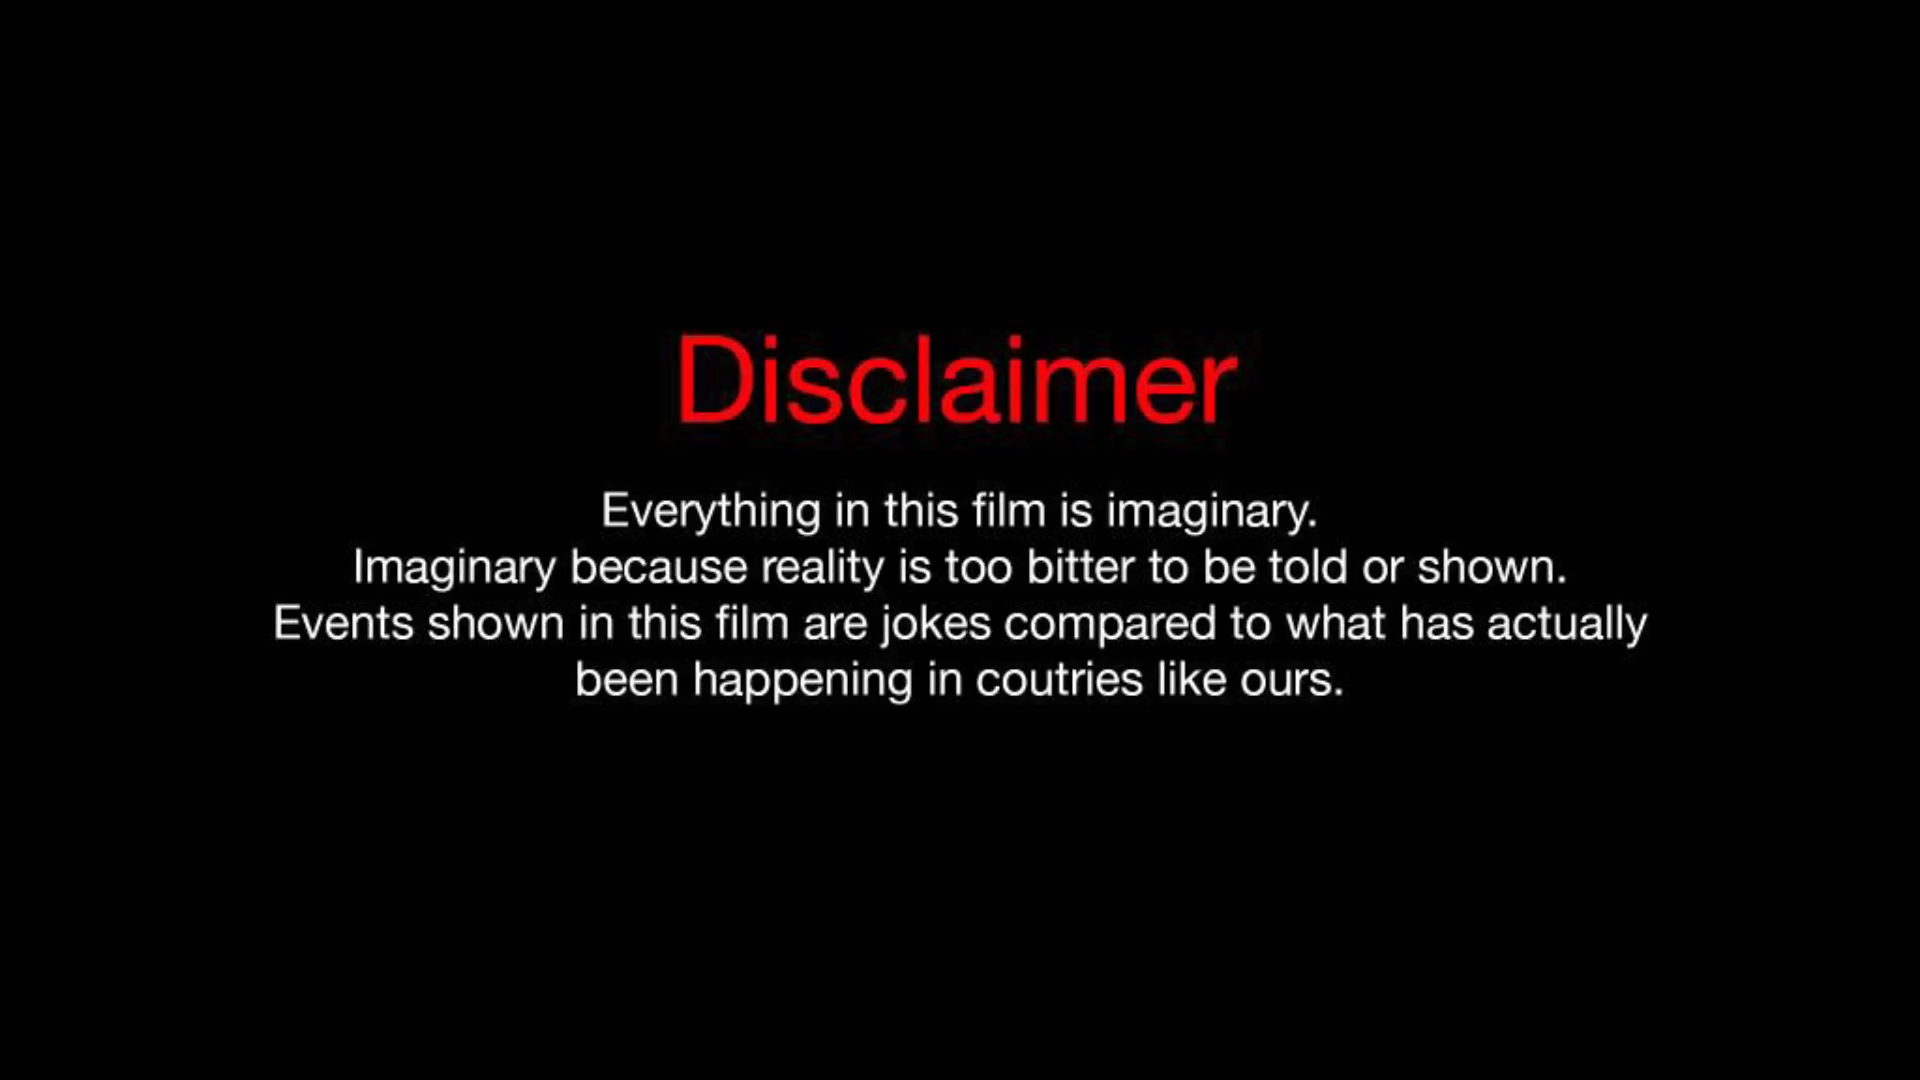 Disclaimer
Everything in this film is imaginary.
Imaginary because reality is too bitter to be told or shown.
Events shown in this film are jokes compared to what has actually
been happening in coutries like ours.